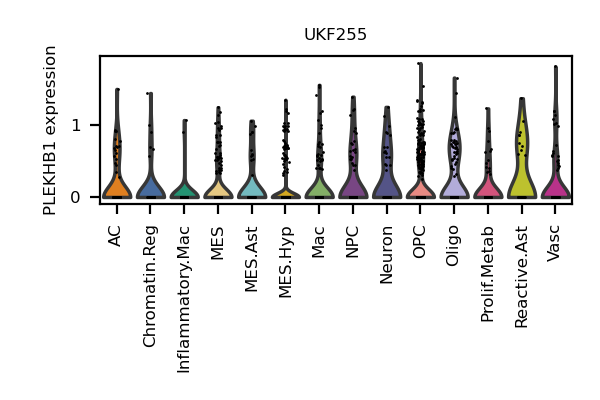 UKF255
PLEKHB1 expression
1
0
AC
Chromatin.Reg
Inflammatory.Mac
MES
MES.Ast
MES.Hyp
Mac
NPC
Neuron
OPC
Oligo
Prolif.Metab
Reactive.Ast
Vasc